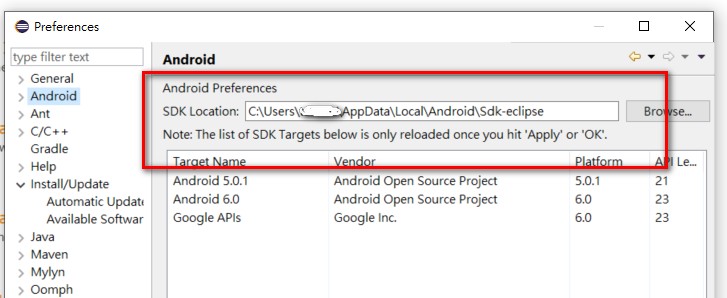 Preferences
type filter text
General
Android
Ant
C/C++
Gradle
Help
Install/Update
Automatic Updat
Available Softwar
Java
Maven
Mylyn
Oomph
Android
Android Preferences
SDK Location: C:\Users\ AppData\Local\Android\Sdk-eclipse Browse...
Note: The list of SDK Targets below is only reloaded once you hit 'Apply' or 'OK'.
Target Name Vendor Platform API Le...
Android 5.0.1 Android Open Source Project 5.0.1 21
Android 6.0 Android Open Source Project 6.0 23
Google APIs Google Inc. 6.0 23